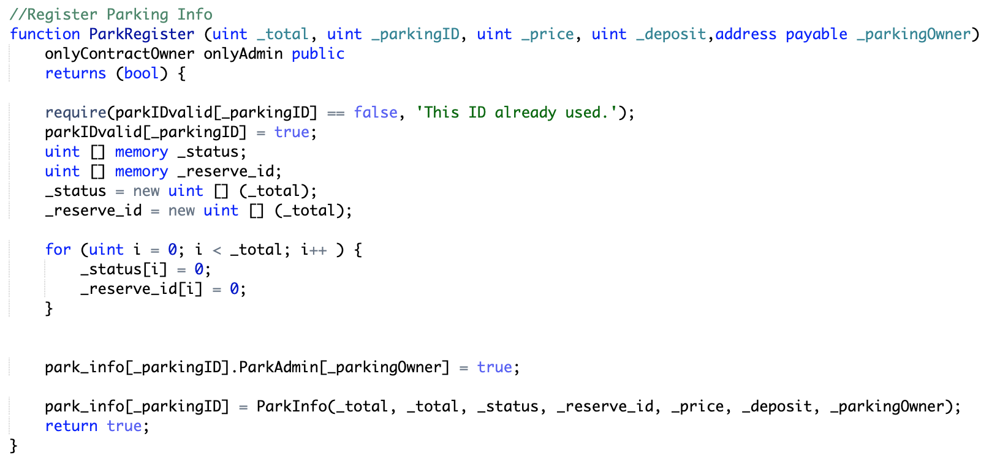 //Register Parking Info
function ParkRegister (uint _total, uint _parkingID, uint _price, uint _deposit,address payable _parkingOwner)
    onlyContractOwner onlyAdmin public
    returns (bool) {
    require(parkIDvalid[_parkingID] == false, 'This ID already used.');
    parkIDvalid[_parkingID] = true;
    uint [] memory _status;
    uint [] memory _reserve_id;
    _status = new uint [] (_total);
    _reserve_id = new uint [] (_total);
    for (uint i = 0; i < _total; i++ ) {
        _status[i] = 0;
        _reserve_id[i] = 0;
    }
    park_info[_parkingID].ParkAdmin[_parkingOwner] = true;
    park_info[_parkingID] = ParkInfo(_total, _total, _status, _reserve_id, _price, _deposit, _parkingOwner);
    return true;
}